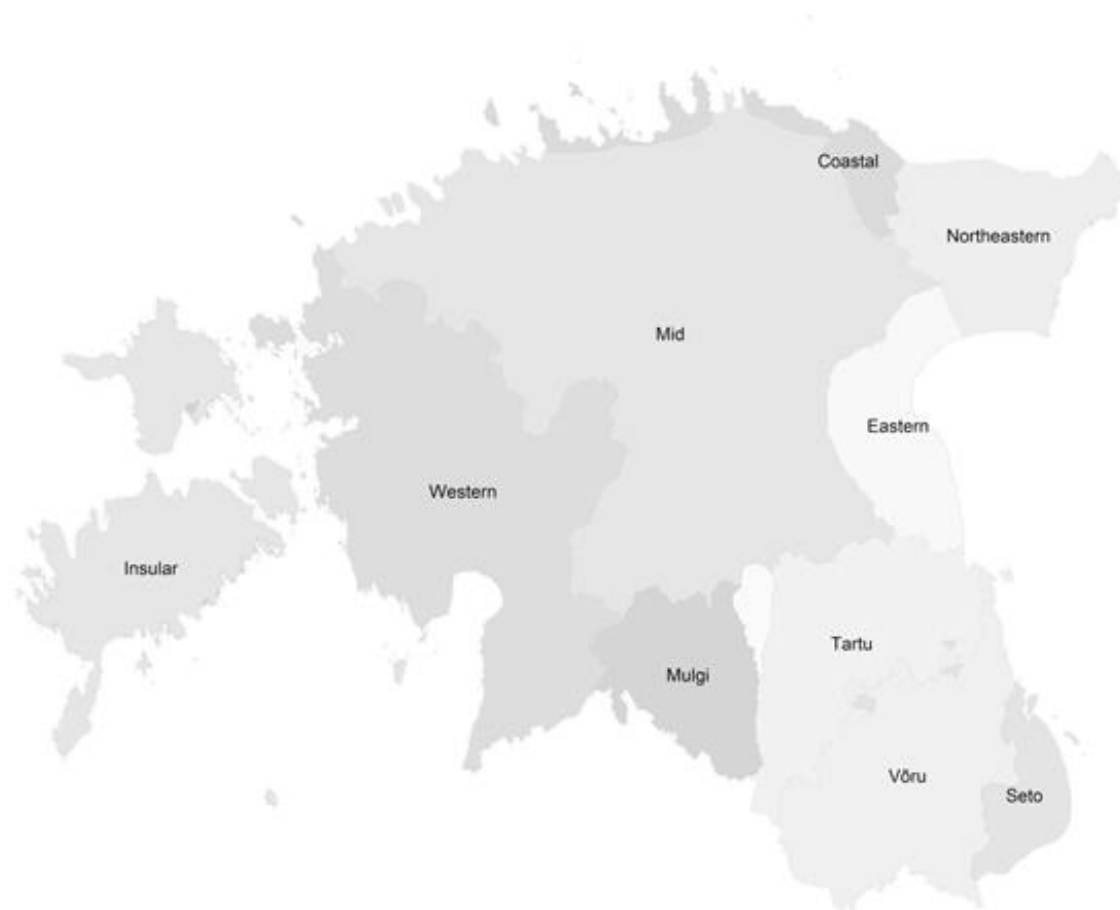 Coastal
Northeastern
Mid
Eastern
Western
Insular
Tartu
Mulgi
Võru
Seto